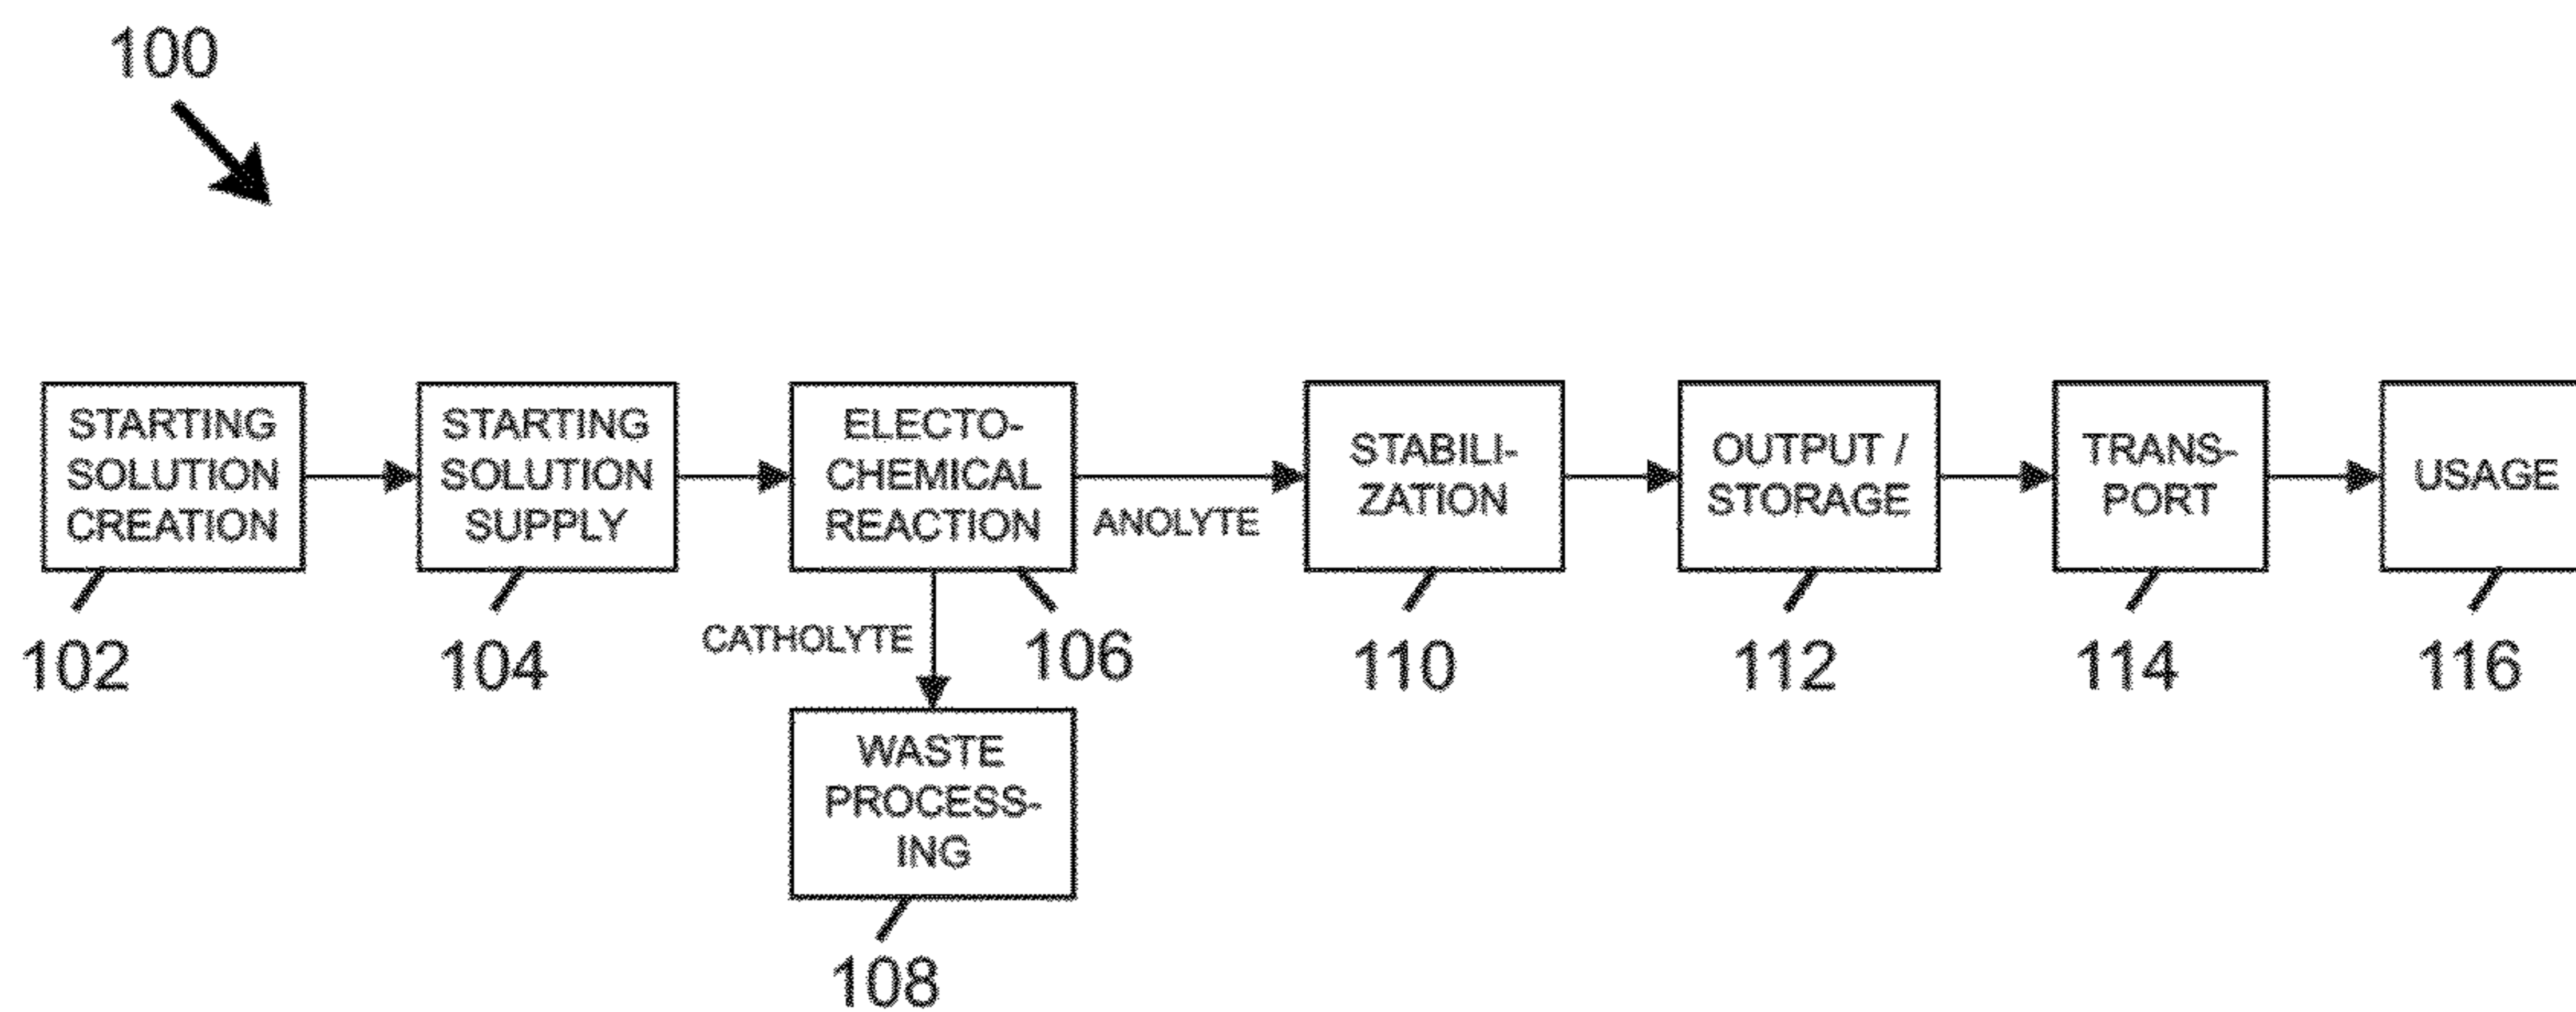 100
STARTING
SOLUTION
CREATION
102
STARTING
SOLUTION
SUPPLY
104
ELECTO-
CHEMICAL
REACTION
106
ANOLYTE
CATHOLYTE
WASTE
PROCESS-
ING
108
STABILI-
ZATION
110
OUTPUT /
STORAGE
112
TRANS-
PORT
114
USAGE
116